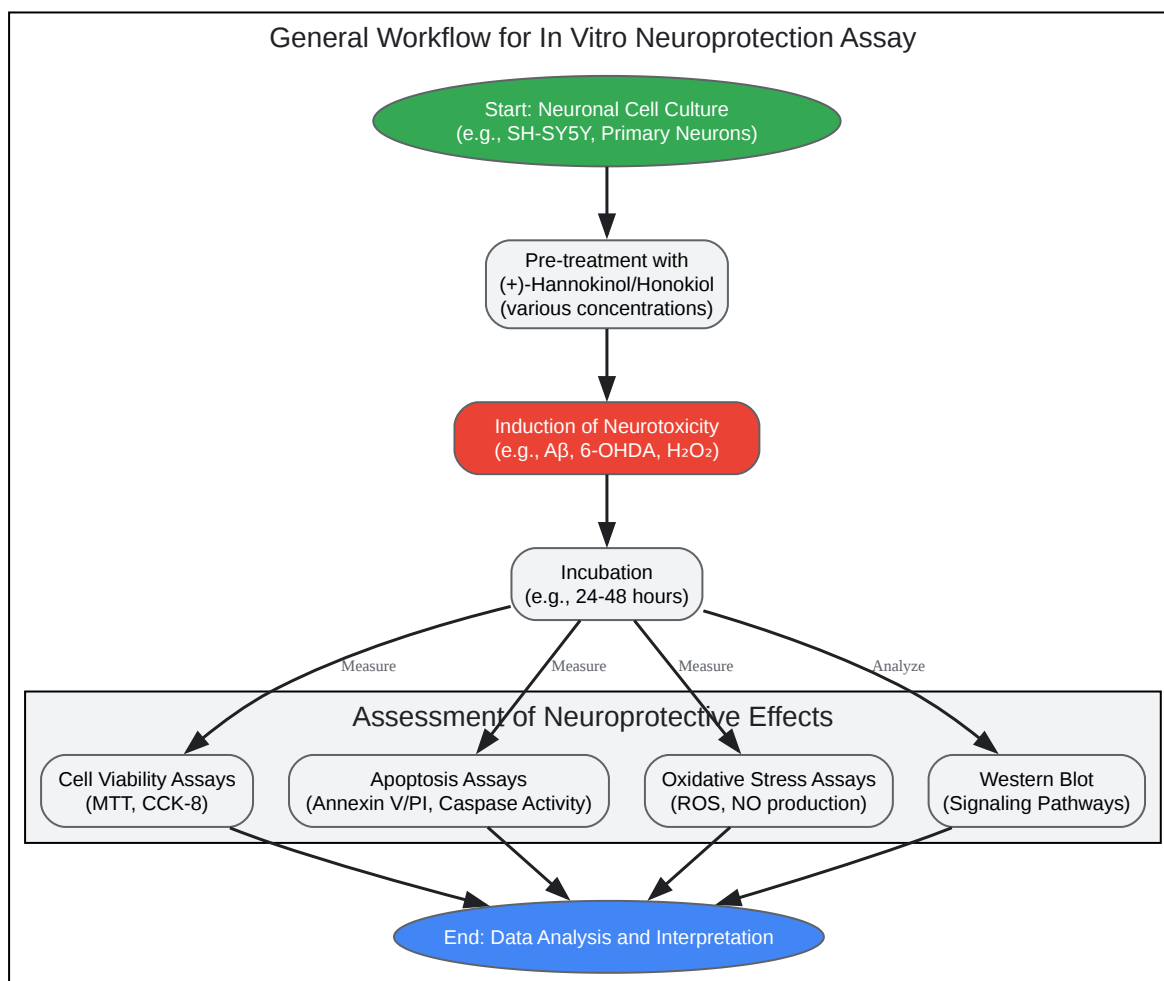 General Workflow for In Vitro Neuroprotection Assay
Start: Neuronal Cell Culture
(e.g., SH-SY5Y, Primary Neurons)
Pre-treatment with
(+)-Hannokinol/Honokiol
(various concentrations)
Induction of Neurotoxicity
(e.g., Aβ, 6-OHDA, H₂O₂)
Incubation
(e.g., 24-48 hours)
Measure
Measure
Measure
Analyze
Assessment of Neuroprotective Effects
Cell Viability Assays
(MTT, CCK-8)
Apoptosis Assays
(Annexin V/PI, Caspase Activity)
Oxidative Stress Assays
(ROS, NO production)
Western Blot
(Signaling Pathways)
End: Data Analysis and Interpretation